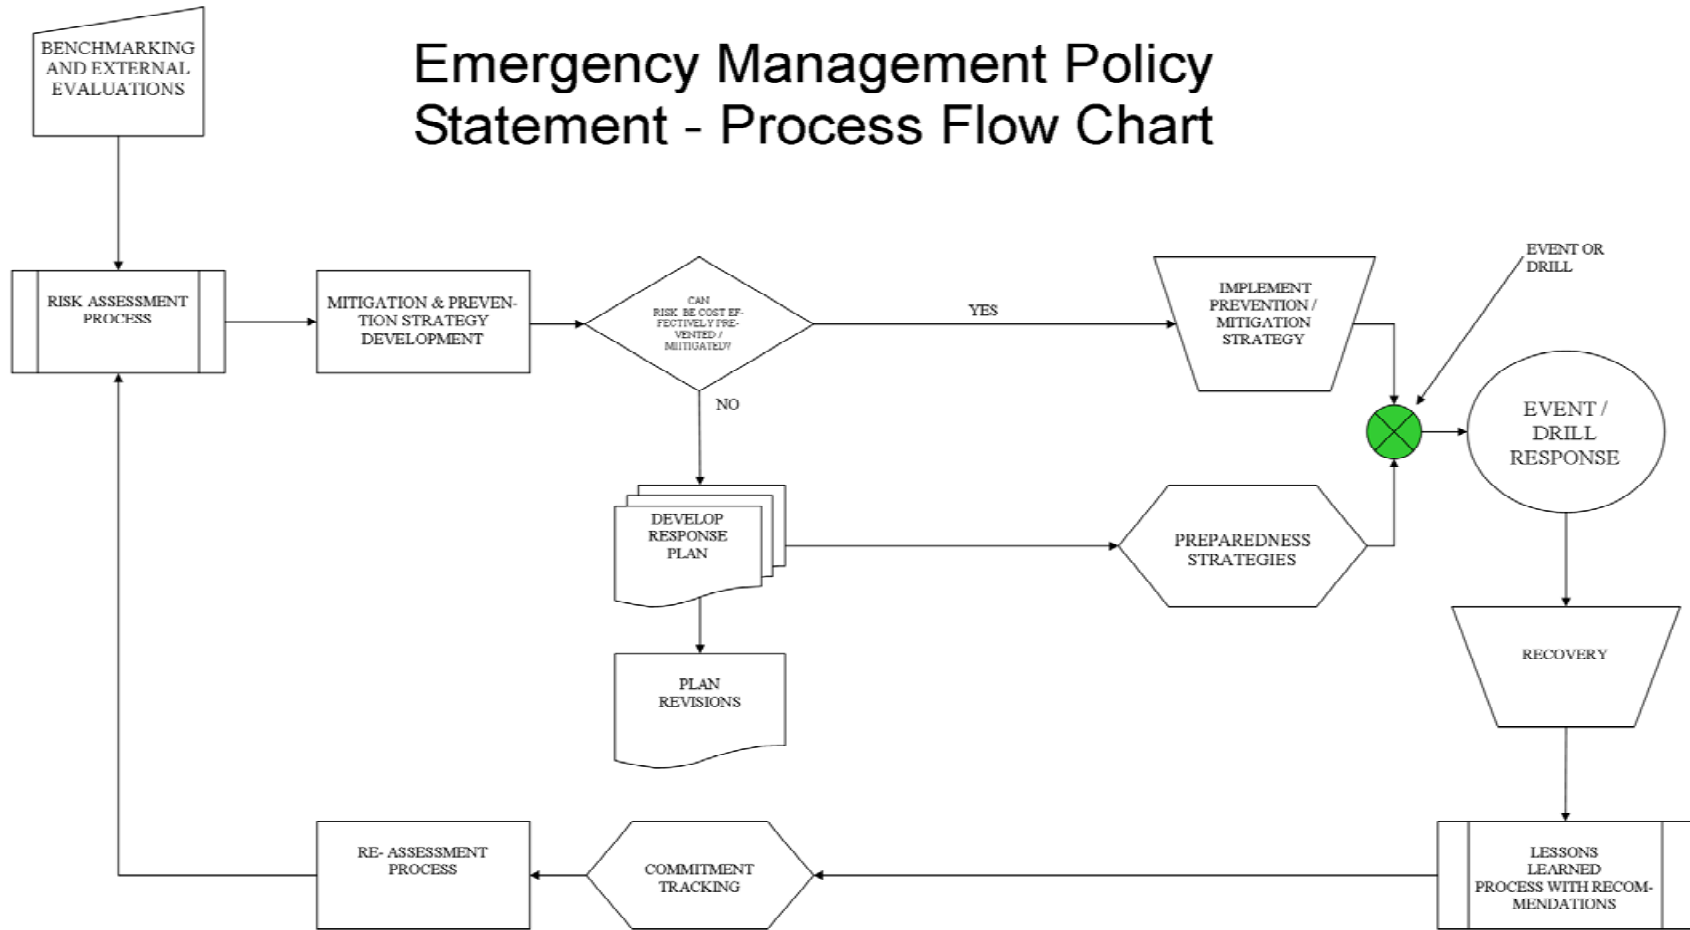 BENCHMARKING
AND EXTERNAL
EVALUATIONS
Emergency Management Policy
Statement - Process Flow Chart
RISK ASSESSMENT
PROCESS
MITIGATION & PREVEN-
TION STRATEGY
DEVELOPMENT
CAN
RISK BE COST EF-
FECTIVELY PRE-
VENTED /
MIITIGATED?
YES
NO
IMPLEMENT
PREVENTION /
MITIGATION
STRATEGY
EVENT OR
DRILL
EVENT /
DRILL
RESPONSE
DEVELOP
RESPONSE
PLAN
PREPAREDNESS
STRATEGIES
PLAN
REVISIONS
RECOVERY
RE- ASSESSMENT
PROCESS
COMMITMENT
TRACKING
LESSONS
LEARNED
PROCESS WITH RECOM-
MENDATIONS